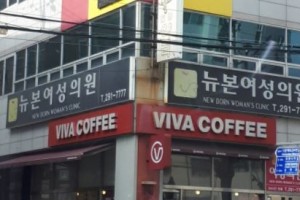 뉴본여성의원
NEW BORN WOMAN'S CLINIC
T.291-7777
VIVA COFFEE
뉴본여성의원
NEW BORN WOMAN'S CLINIC T.291-7777
VIVA COFFEE